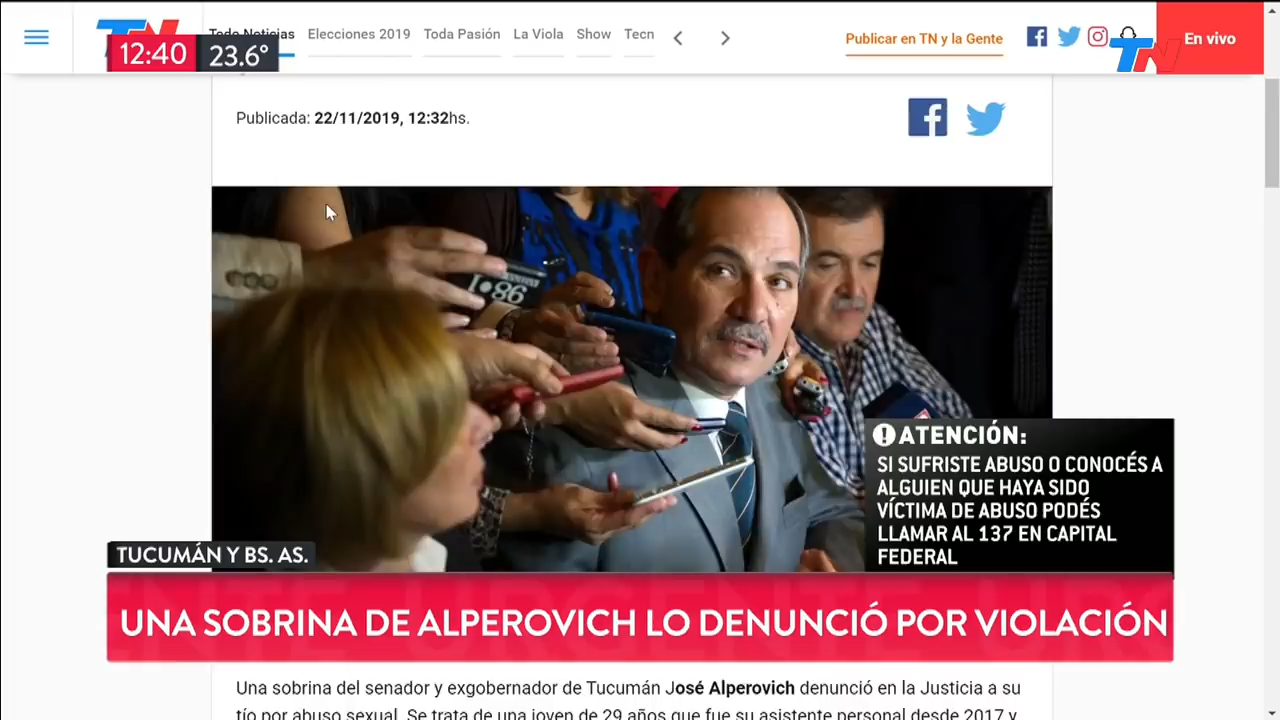 TN
Todo Noticias
Elecciones 2019
Toda Pasión
La Viola
Show
Tecn
Publicar en TN y la Gente
TN
En vivo
12:40
23.6°
Publicada: 22/11/2019, 12:32hs.
ATENCIÓN:
SI SUFRISTE ABUSO O CONOCÉS A
ALGUIEN QUE HAYA SIDO
VÍCTIMA DE ABUSO PODÉS
LLAMAR AL 137 EN CAPITAL
FEDERAL
TUCUMÁN Y BS. AS.
UNA SOBRINA DE ALPEROVICH LO DENUNCIÓ POR VIOLACIÓN
Una sobrina del senador y exgobernador de Tucumán José Alperovich denunció en la Justicia a su
tío por abuso sexual. Se trata de una joven de 29 años que fue su asistente personal desde 2017 y